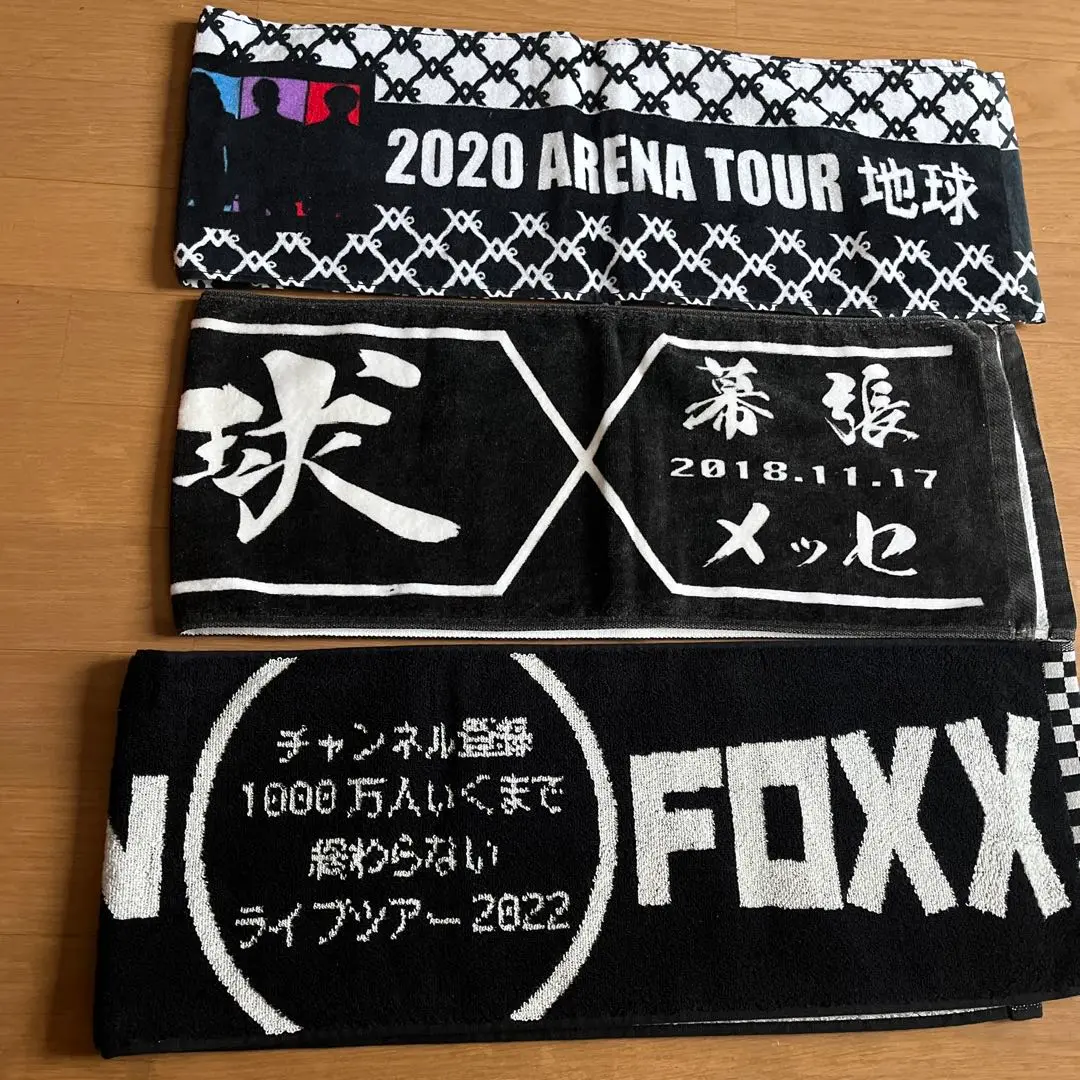 2020 ARENA TOUR 地球
球
幕張
2018.11.17
メッセ
N
チャンネル登録
1000万人いくまで
終わらない
ライブツアー2022
FOXX